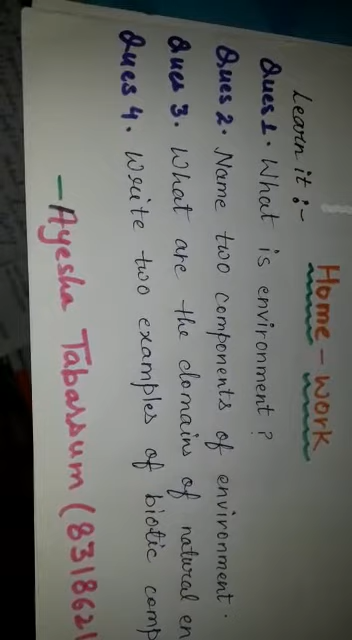 Home-work
Learn it :-
Ques 1. What is environment?
Ques 2. Name two components of environment.
Ques 3. What are the domains of natural en
Ques 4. Write two examples of biotic comp
- Ayesha Tabassum (8318621